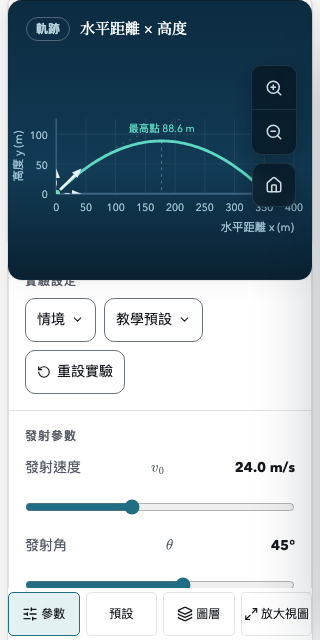 軌跡 水平距離 × 高度
最高點 88.6 m
高度 y (m)
100
50
0
0 50 100 150 200 250 300 350 400
水平距離 x (m)
實驗設定
情境 教學預設
重設實驗
發射參數
發射速度 v₀ 24.0 m/s
發射角 θ 45°
參數 預設 圖層 放大視圖